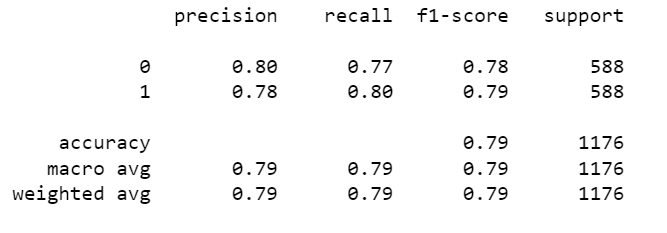 precision recall f1-score support
0 0.80 0.77 0.78 588
1 0.78 0.80 0.79 588
accuracy 0.79 1176
macro avg 0.79 0.79 0.79 1176
weighted avg 0.79 0.79 0.79 1176